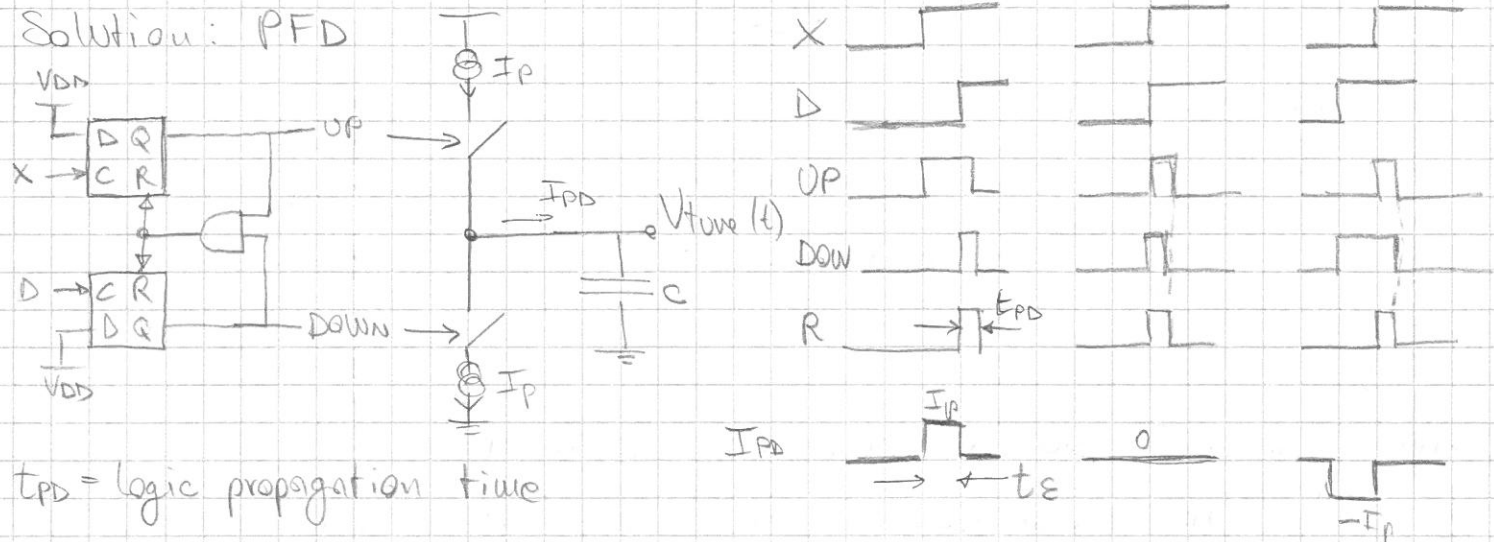 Solution: PFD
VDD
D Q
X
C R
UP
Ip
IPD
Vtune (t)
C
D
C R
D Q
DOWN
VDD
Ip
tPD = logic propagation time
X
D
UP
DOW
R
tPD
IPD
Ip
tε
0
-Ip